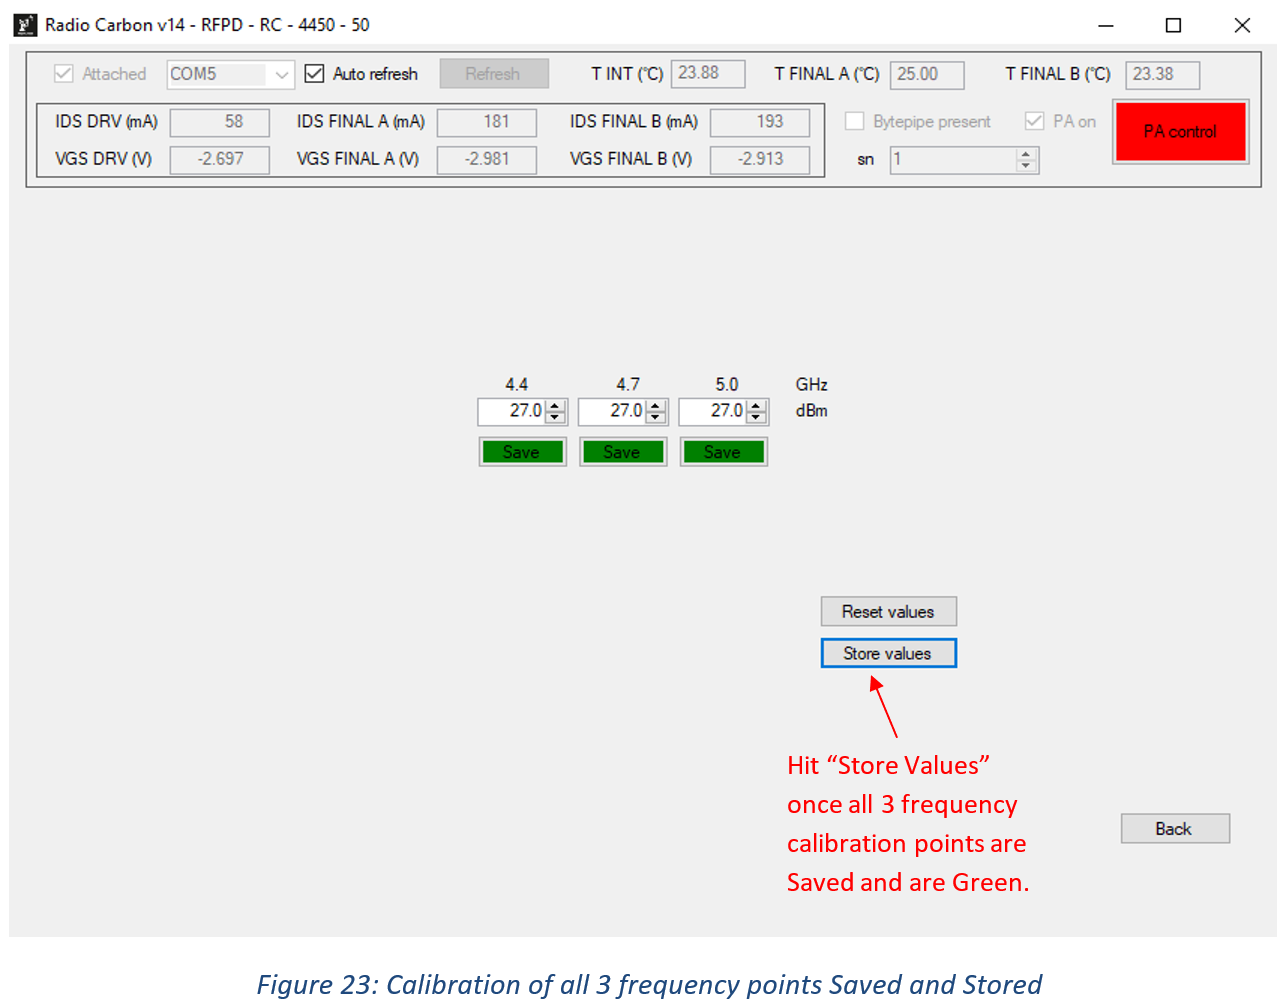 Radio Carbon v14 - RFPD - RC - 4450 - 50
Attached COM5 Auto refresh Refresh T INT (°C) 23.88 T FINAL A (°C) 25.00 T FINAL B (°C) 23.38
IDS DRV (mA) 58 IDS FINAL A (mA) 181 IDS FINAL B (mA) 193 Bytepipe present PA on PA control
VGS DRV (V) -2.697 VGS FINAL A (V) -2.981 VGS FINAL B (V) -2.913 sn 1
4.4 4.7 5.0 GHz
27.0 27.0 27.0 dBm
Save Save Save
Reset values
Store values
Hit “Store Values”
once all 3 frequency
calibration points are
Saved and are Green.
Back
Figure 23: Calibration of all 3 frequency points Saved and Stored